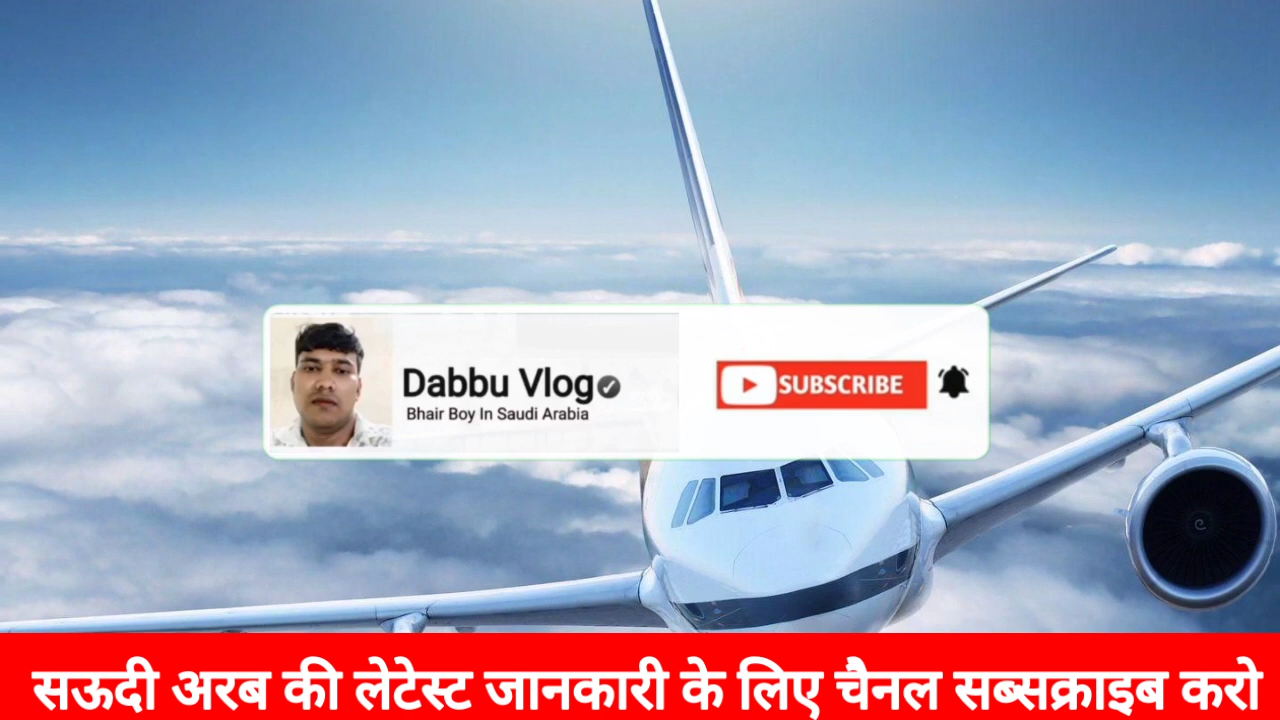 Dabbu Vlog
SUBSCRIBE
Bhair Boy In Saudi Arabia
सऊदी अरब की लेटेस्ट जानकारी के लिए चैनल सब्सक्राइब करो